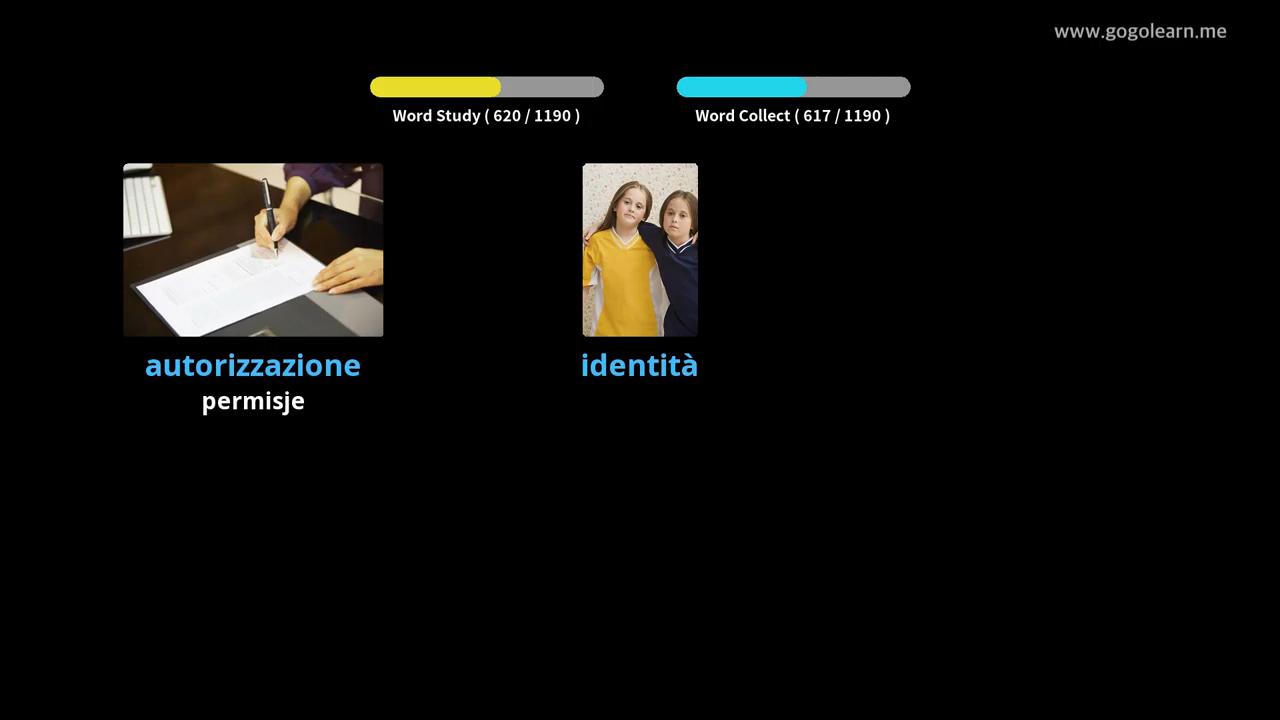 www.gogolearn.me
Word Study ( 620 / 1190 )
Word Collect ( 617 / 1190 )
autorizzazione
permisje
identità